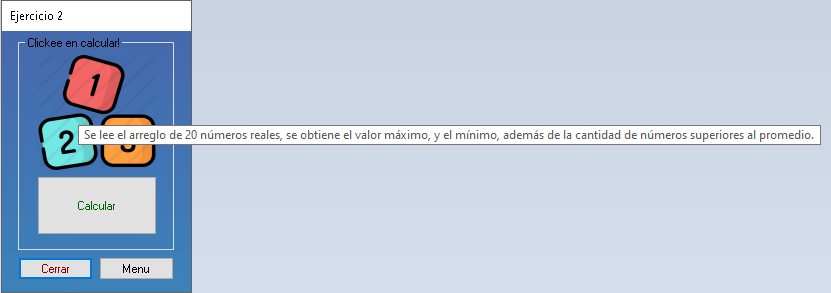 Ejercicio 2
Clickee en calcular!
1
2
Se lee el arreglo de 20 números reales, se obtiene el valor máximo, y el mínimo, además de la cantidad de números superiores al promedio.
Calcular
Cerrar
Menu